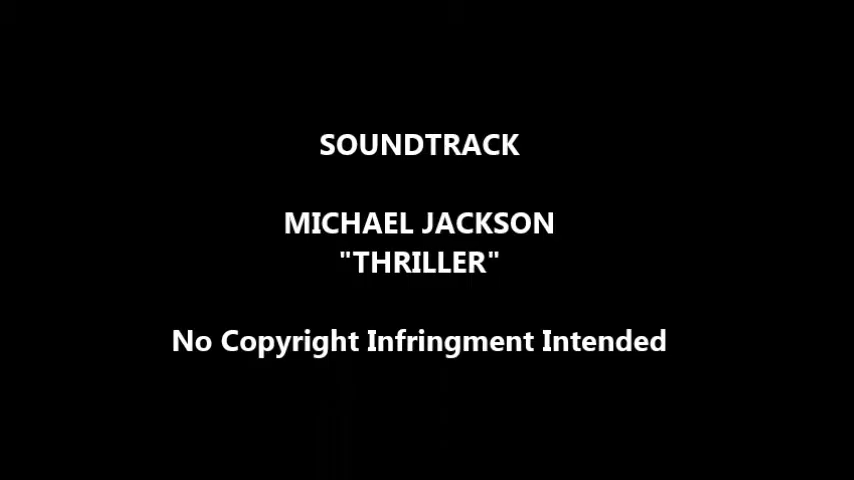 SOUNDTRACK
MICHAEL JACKSON
"THRILLER"
No Copyright Infringment Intended